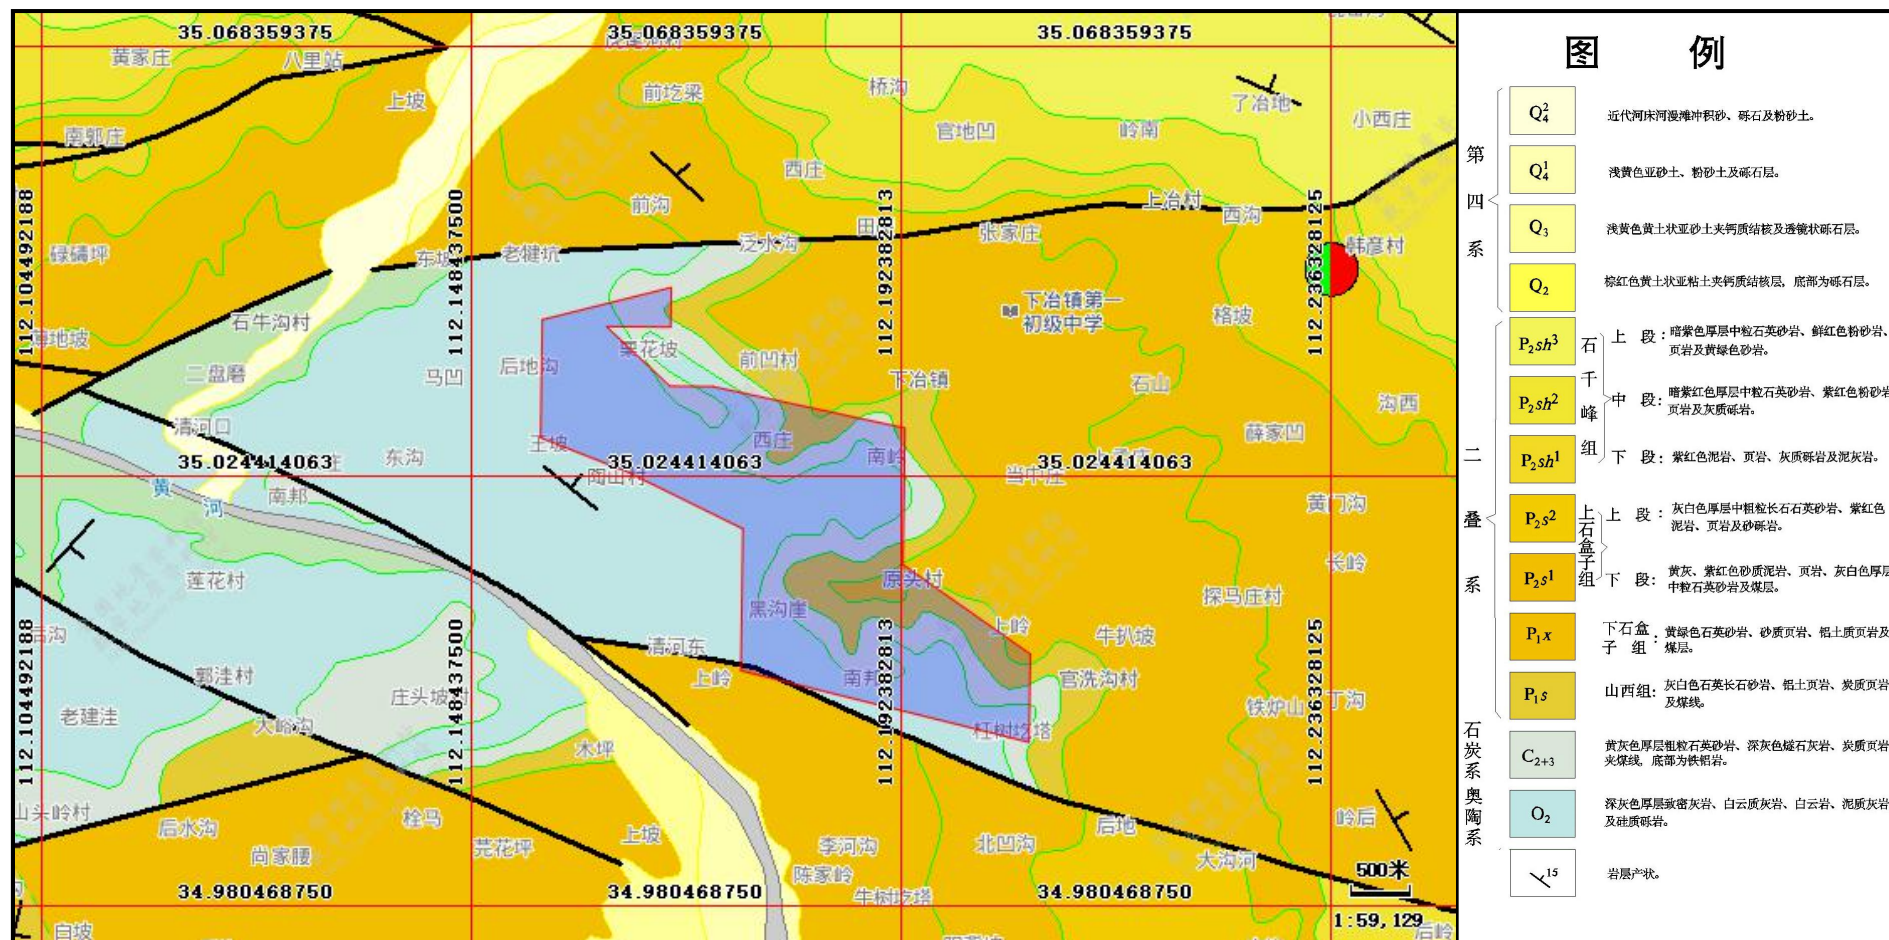 35.068359375
35.068359375
35.068359375
黄家庄
八里站
上坡
前圪梁
桥沟
了冶地
小西庄
南郭庄
官地凹
岭南
西庄
前沟
上冶村
西沟
碌碡坪
东坡
老犍坑
泛水沟
田
张家庄
韩彦村
112.104492188
112.148437500
112.192382813
112.236328125
石牛沟村
下冶镇第一
初级中学
格坡
栗花坡
前凹村
二盘磨
马凹
后地沟
下冶镇
石山
沟西
清河口
王坡
西庄
南岭
薛家凹
35.024414063
35.024414063
35.024414063
东沟
陶山村
当中庄
黄
河
南邦
黄门沟
莲花村
原头村
长岭
黑沟崖
探马庄村
后沟
清河东
上岭
牛扒坡
112.104492188
112.148437500
112.192382813
112.236328125
郭洼村
上岭
南邦
官洗沟村
老建洼
庄头坡村
铁炉山
丁沟
大峪沟
木坪
枉树圪塔
山头岭村
后水沟
栓马
上坡
李河沟
北凹沟
后地
岭后
尚家腰
芫花坪
陈家岭
大沟河
500米
34.980468750
34.980468750
34.980468750
牛树圪塔
1:59,129
白坡
后岭
图 例
第
四
系
Q₄² 近代河床河漫滩冲积砂、砾石及粉砂土。
Q₄¹ 浅黄色亚砂土、粉砂土及砾石层。
Q₃ 浅黄色黄土状亚砂土夹钙质结核及透镜状砾石层。
Q₂ 棕红色黄土状亚粘土夹钙质结核层，底部为砾石层。
二
叠
系
石
千
峰
组
P₂sh³ 上 段：暗紫色厚层中粒石英砂岩、鲜红色粉砂岩、
页岩及黄绿色砂岩。
P₂sh² 中 段：暗紫红色厚层中粒石英砂岩、紫红色粉砂岩
页岩及灰质砾岩。
P₂sh¹ 下 段：紫红色泥岩、页岩、灰质砾岩及泥灰岩。
上
石
盒
子
组
P₂s² 上 段：灰白色厚层中粗粒长石石英砂岩、紫红色
泥岩、页岩及砂砾岩。
P₂s¹ 下 段：黄灰、紫红色砂质泥岩、页岩、灰白色厚层
中粒石英砂岩及煤层。
P₁x 下石盒
子 组：黄绿色石英砂岩、砂质页岩、铝土质页岩及
煤层。
P₁s 山西组：灰白色石英长石砂岩、铝土页岩、炭质页岩
及煤线。
石
炭
系
C₂₊₃ 黄灰色厚层粗粒石英砂岩、深灰色燧石灰岩、炭质页岩
夹煤线，底部为铁铝岩。
奥
陶
系
O₂ 深灰色厚层致密灰岩、白云质灰岩、白云岩、泥质灰岩
及硅质砾岩。
15 岩层产状。